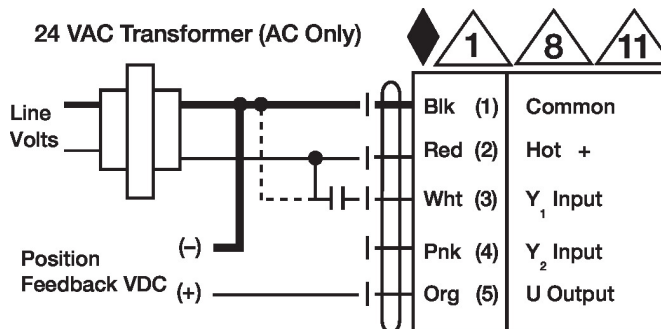 24 VAC Transformer (AC Only)
1 8 11
Line
Volts
Blk (1) Common
Red (2) Hot +
Wht (3) Y1 Input
Pnk (4) Y2 Input
Org (5) U Output
(–)
Position
Feedback VDC (+)